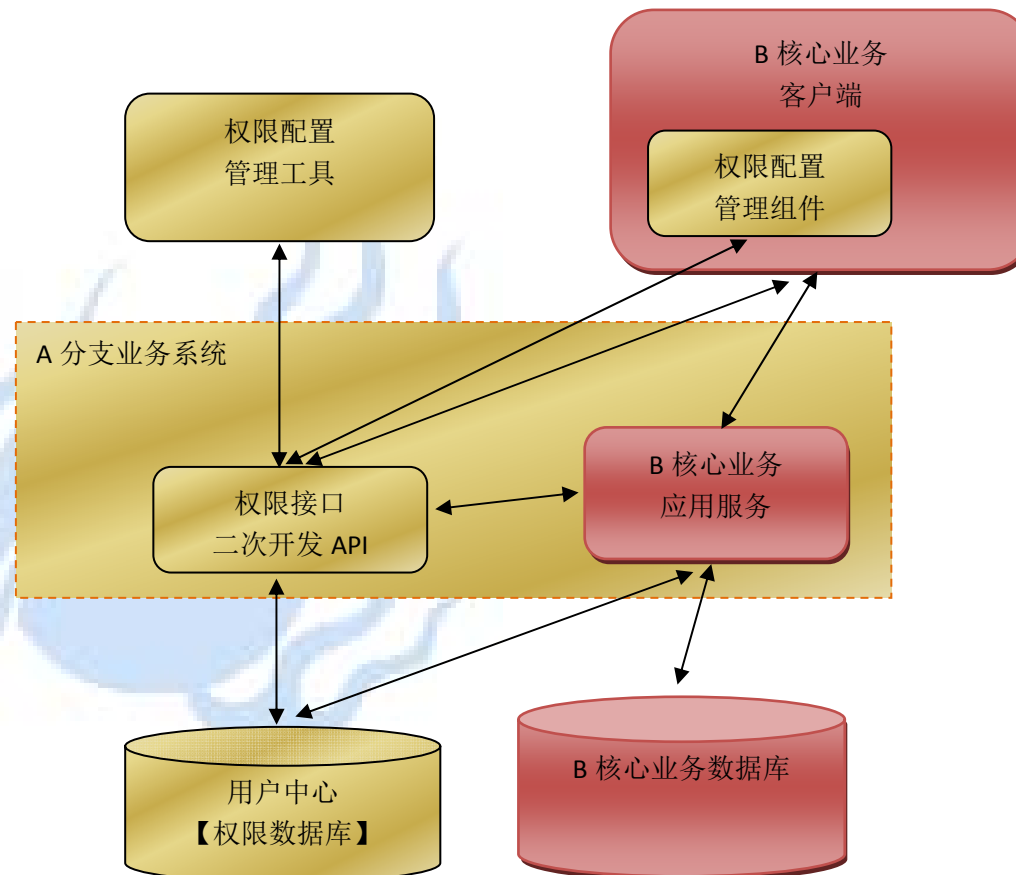 B 核心业务
客户端
权限配置
管理工具
权限配置
管理组件
A 分支业务系统
B 核心业务
应用服务
权限接口
二次开发 API
B 核心业务数据库
用户中心
【权限数据库】